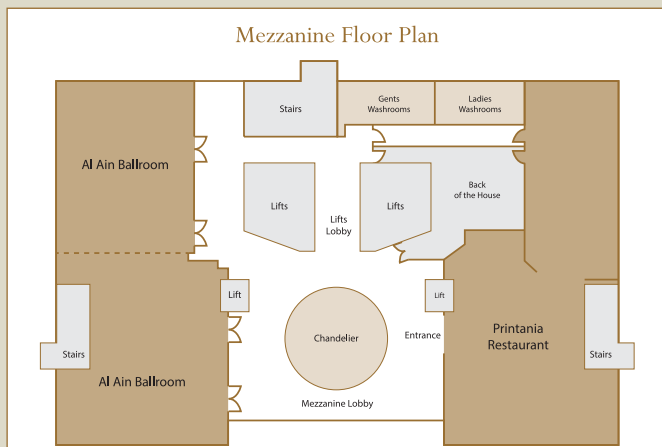 Mezzanine Floor Plan
Stairs
Gents
Washrooms
Ladies
Washrooms
Al Ain Ballroom
Lifts
Lifts
Lobby
Lifts
Back
of the House
Lift
Lift
Stairs
Chandelier
Entrance
Printania
Restaurant
Stairs
Al Ain Ballroom
Mezzanine Lobby